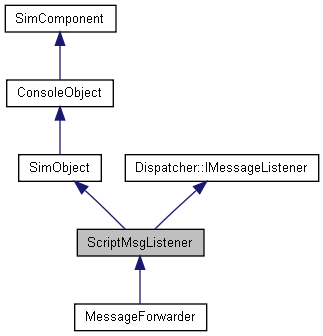 SimComponent
ConsoleObject
SimObject
Dispatcher::IMessageListener
ScriptMsgListener
MessageForwarder